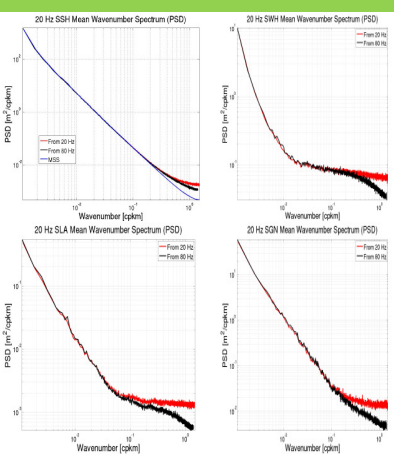 20 Hz SSH Mean Wavenumber Spectrum (PSD)
PSD [m²/cpkm]
From 20 Hz
From 80 Hz
MSS
Wavenumber [cpkm]
20 Hz SWH Mean Wavenumber Spectrum (PSD)
PSD [m²/cpkm]
From 20 Hz
From 80 Hz
Wavenumber [cpkm]
20 Hz SLA Mean Wavenumber Spectrum (PSD)
PSD [m²/cpkm]
From 20 Hz
From 80 Hz
Wavenumber [cpkm]
20 Hz SGN Mean Wavenumber Spectrum (PSD)
PSD [m²/cpkm]
From 20 Hz
From 80 Hz
Wavenumber [cpkm]